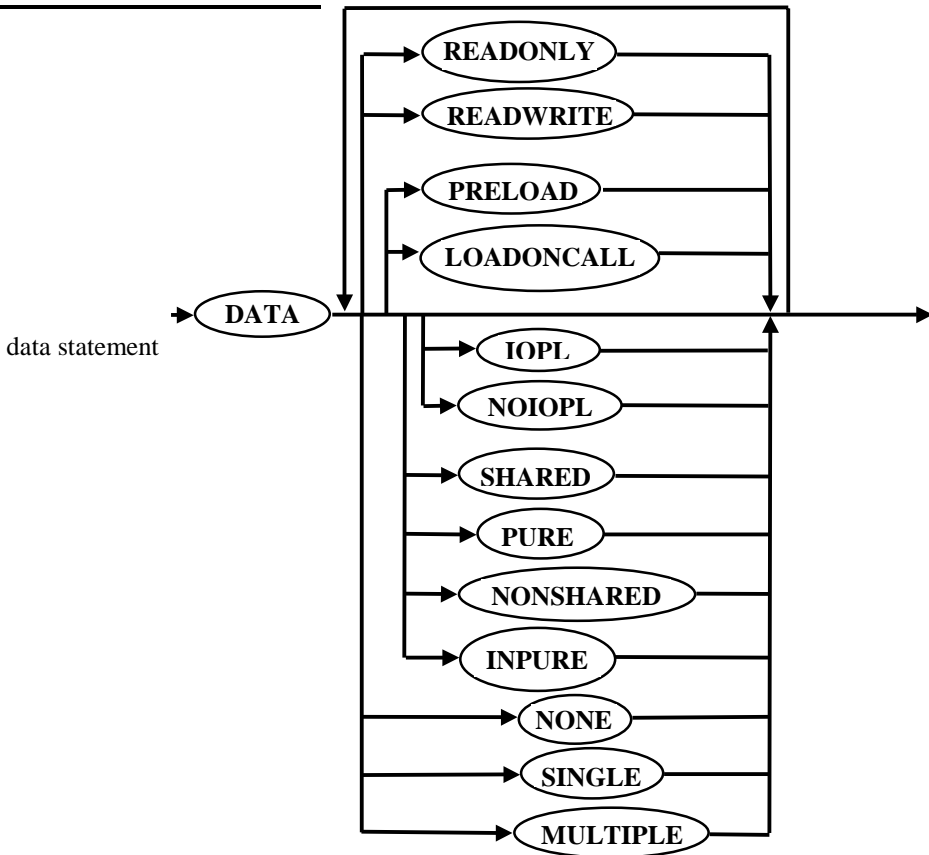 READONLY
READWRITE
PRELOAD
LOADONCALL
DATA
data statement
IOPL
NOIOPL
SHARED
PURE
NONSHARED
INPURE
NONE
SINGLE
MULTIPLE